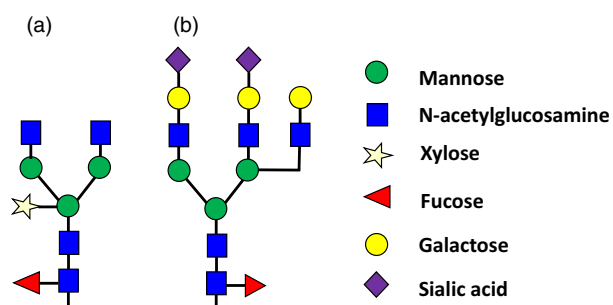 (a)
(b)
Mannose
N-acetylglucosamine
Xylose
Fucose
Galactose
Sialic acid